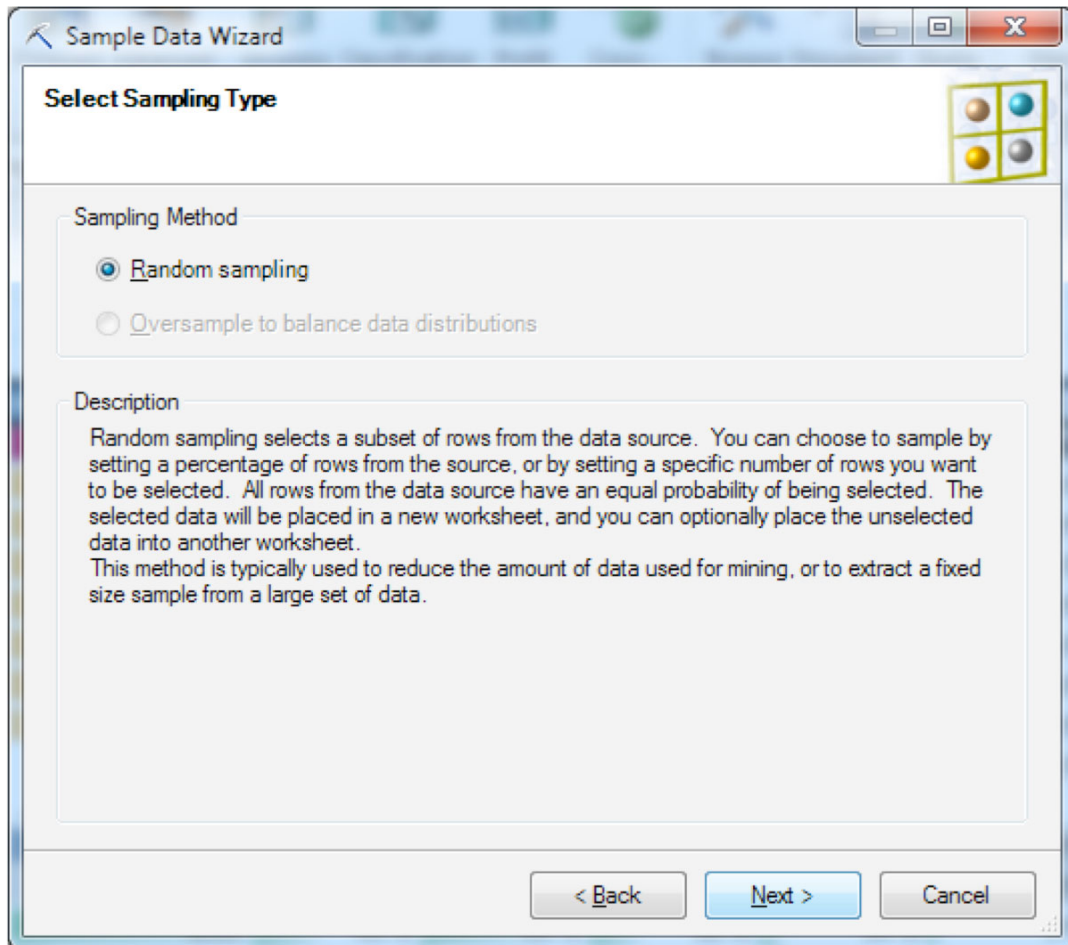 Sample Data Wizard
Select Sampling Type
Sampling Method
Random sampling
Oversample to balance data distributions
Description
Random sampling selects a subset of rows from the data source.  You can choose to sample by
setting a percentage of rows from the source, or by setting a specific number of rows you want
to be selected.  All rows from the data source have an equal probability of being selected.  The
selected data will be placed in a new worksheet, and you can optionally place the unselected
data into another worksheet.
This method is typically used to reduce the amount of data used for mining, or to extract a fixed
size sample from a large set of data.
< Back
Next >
Cancel